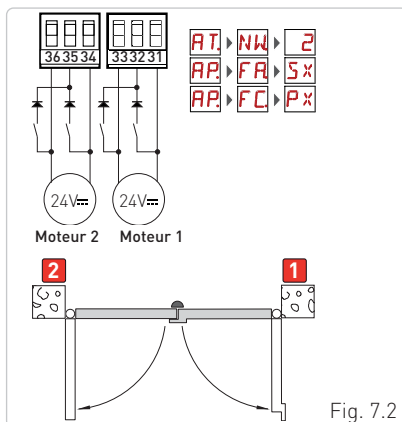 36 35 34 33 32 31
AT. NW 2
AP. FA SX
AP. FC. PX
24V 24V
Moteur 2 Moteur 1
2 1
Fig. 7.2